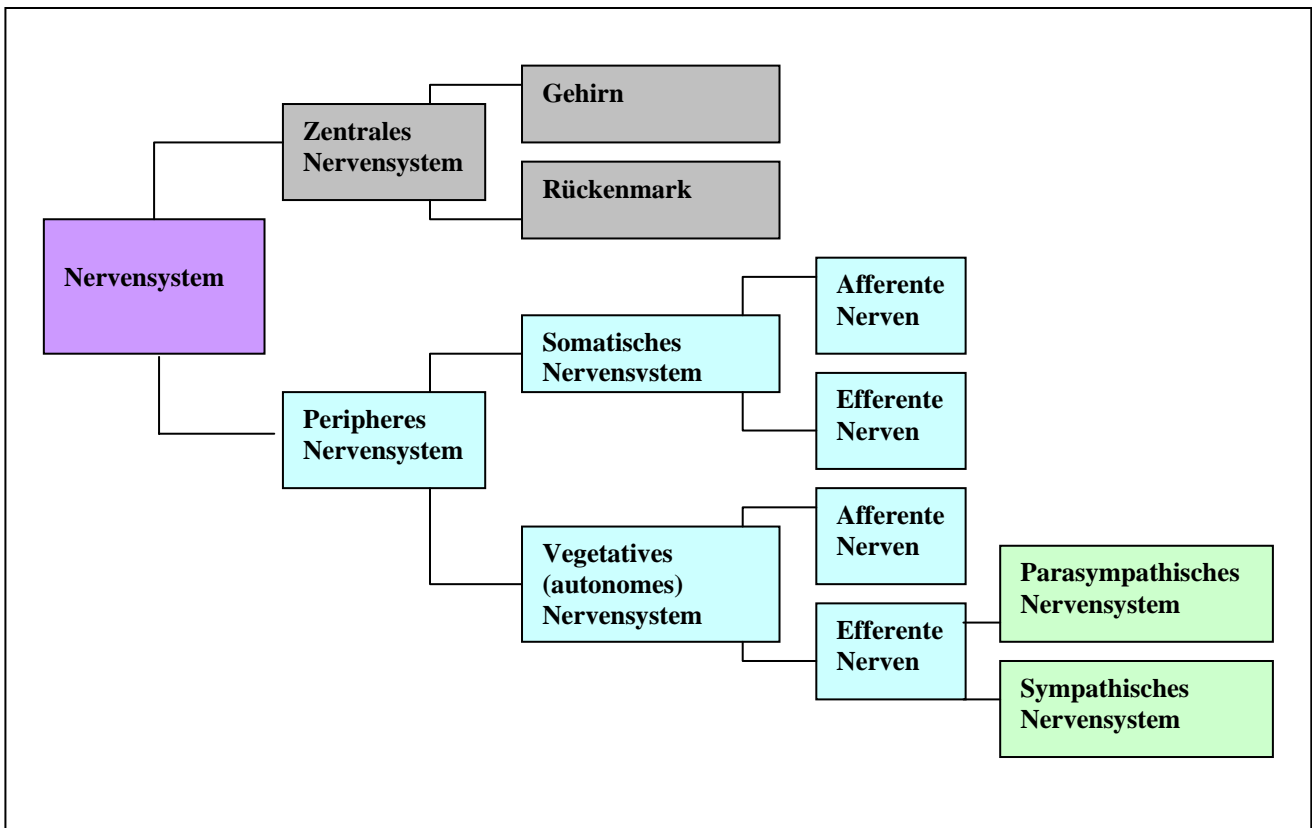 Gehirn
Zentrales
Nervensystem
Rückenmark
Nervensystem
Afferente
Nerven
Somatisches
Nervensystem
Efferente
Nerven
Peripheres
Nervensystem
Afferente
Nerven
Vegetatives
(autonomes)
Nervensystem
Parasympathisches
Nervensystem
Efferente
Nerven
Sympathisches
Nervensystem